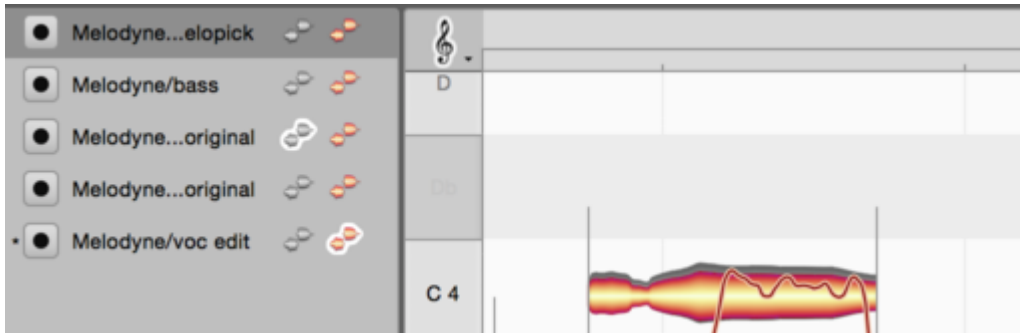 Melodyne...elopick
Melodyne/bass
Melodyne...original
Melodyne...original
* Melodyne/voc edit
D
Db
C 4